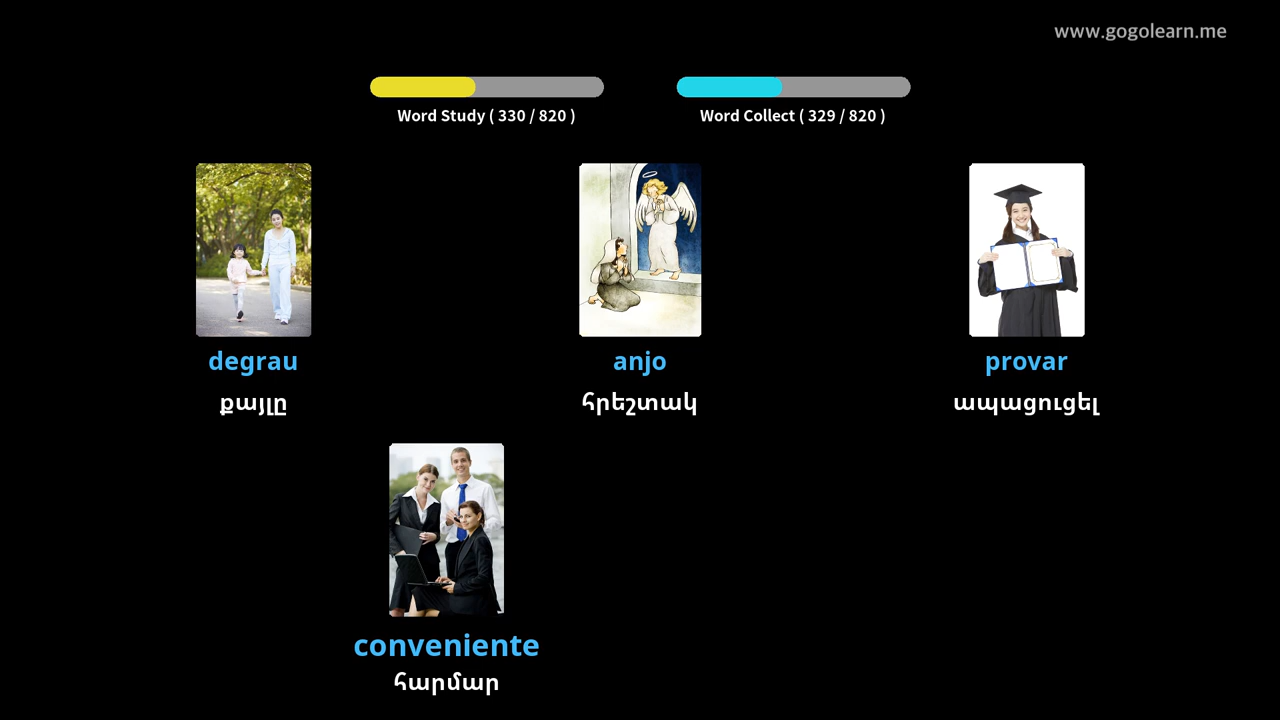 www.gogolearn.me
Word Study ( 330 / 820 )
Word Collect ( 329 / 820 )
degrau
քայլը
anjo
հրեշտակ
provar
ապացուցել
conveniente
հարմար